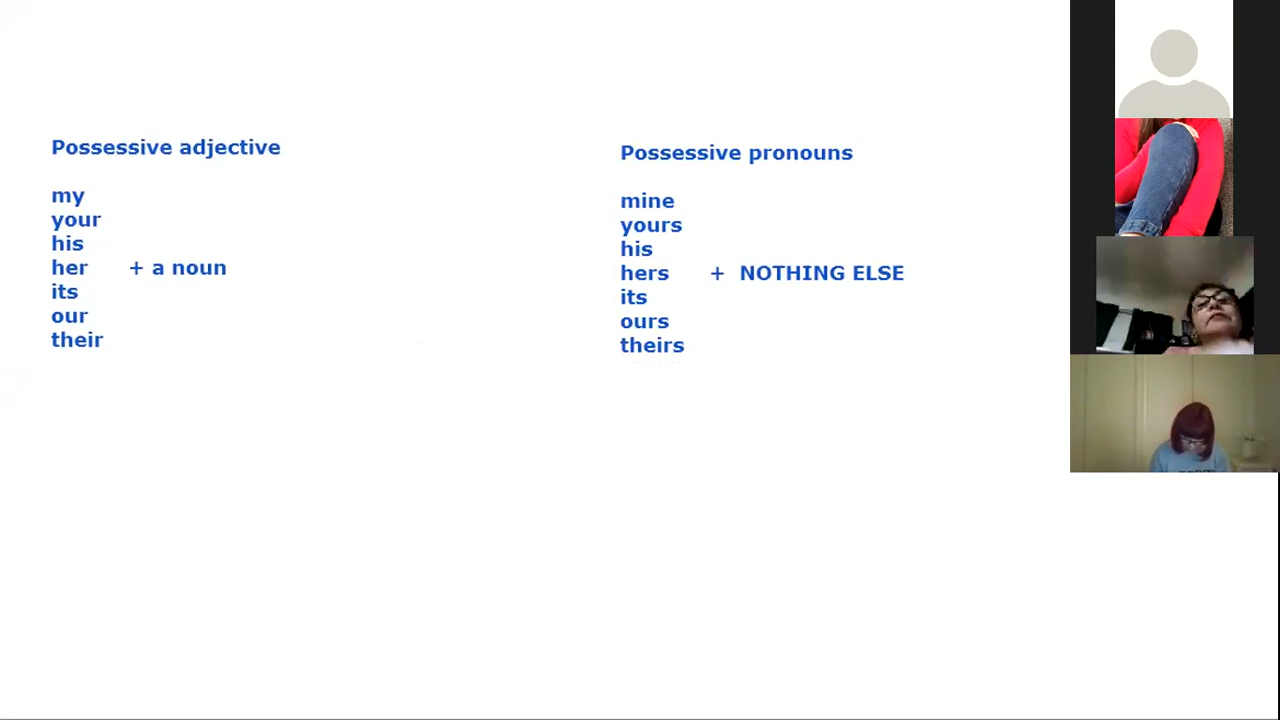 Possessive adjective
my
your
his
her + a noun
its
our
their
Possessive pronouns
mine
yours
his
hers + NOTHING ELSE
its
ours
theirs